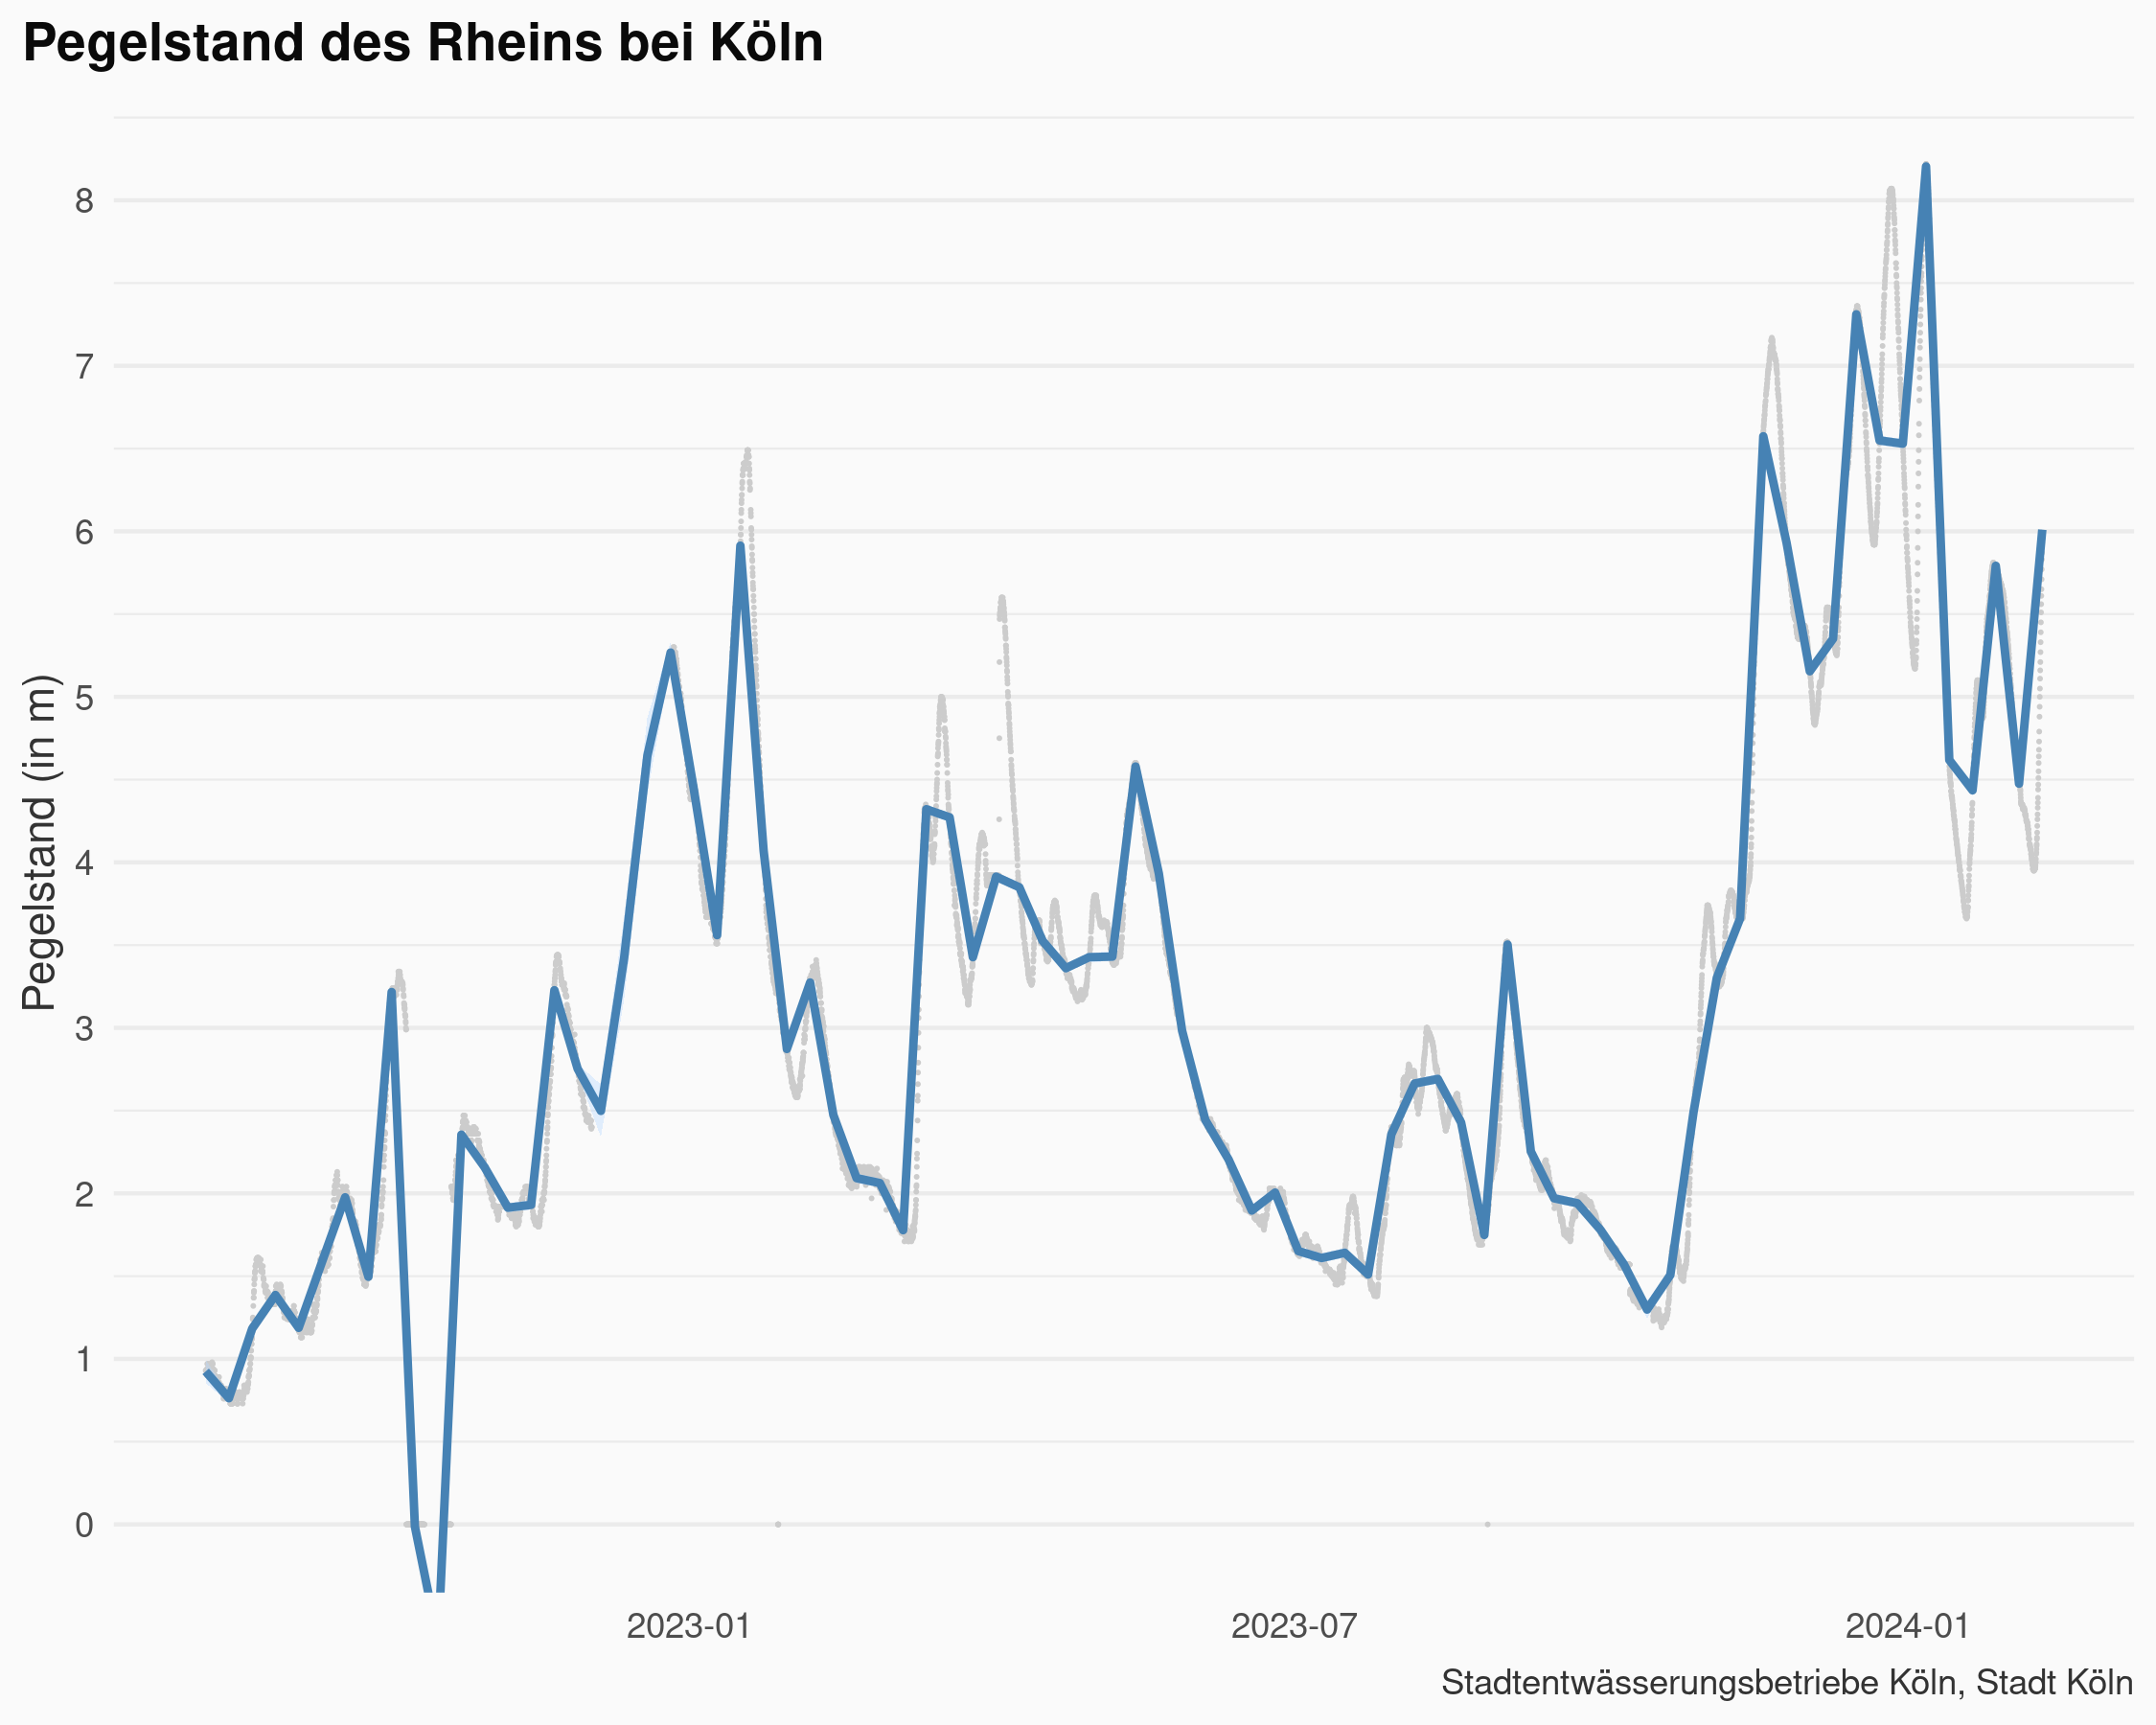 Pegelstand des Rheins bei Köln
Pegelstand (in m)
8
7
6
5
4
3
2
1
0
2023-01 2023-07 2024-01
Stadtentwässerungsbetriebe Köln, Stadt Köln